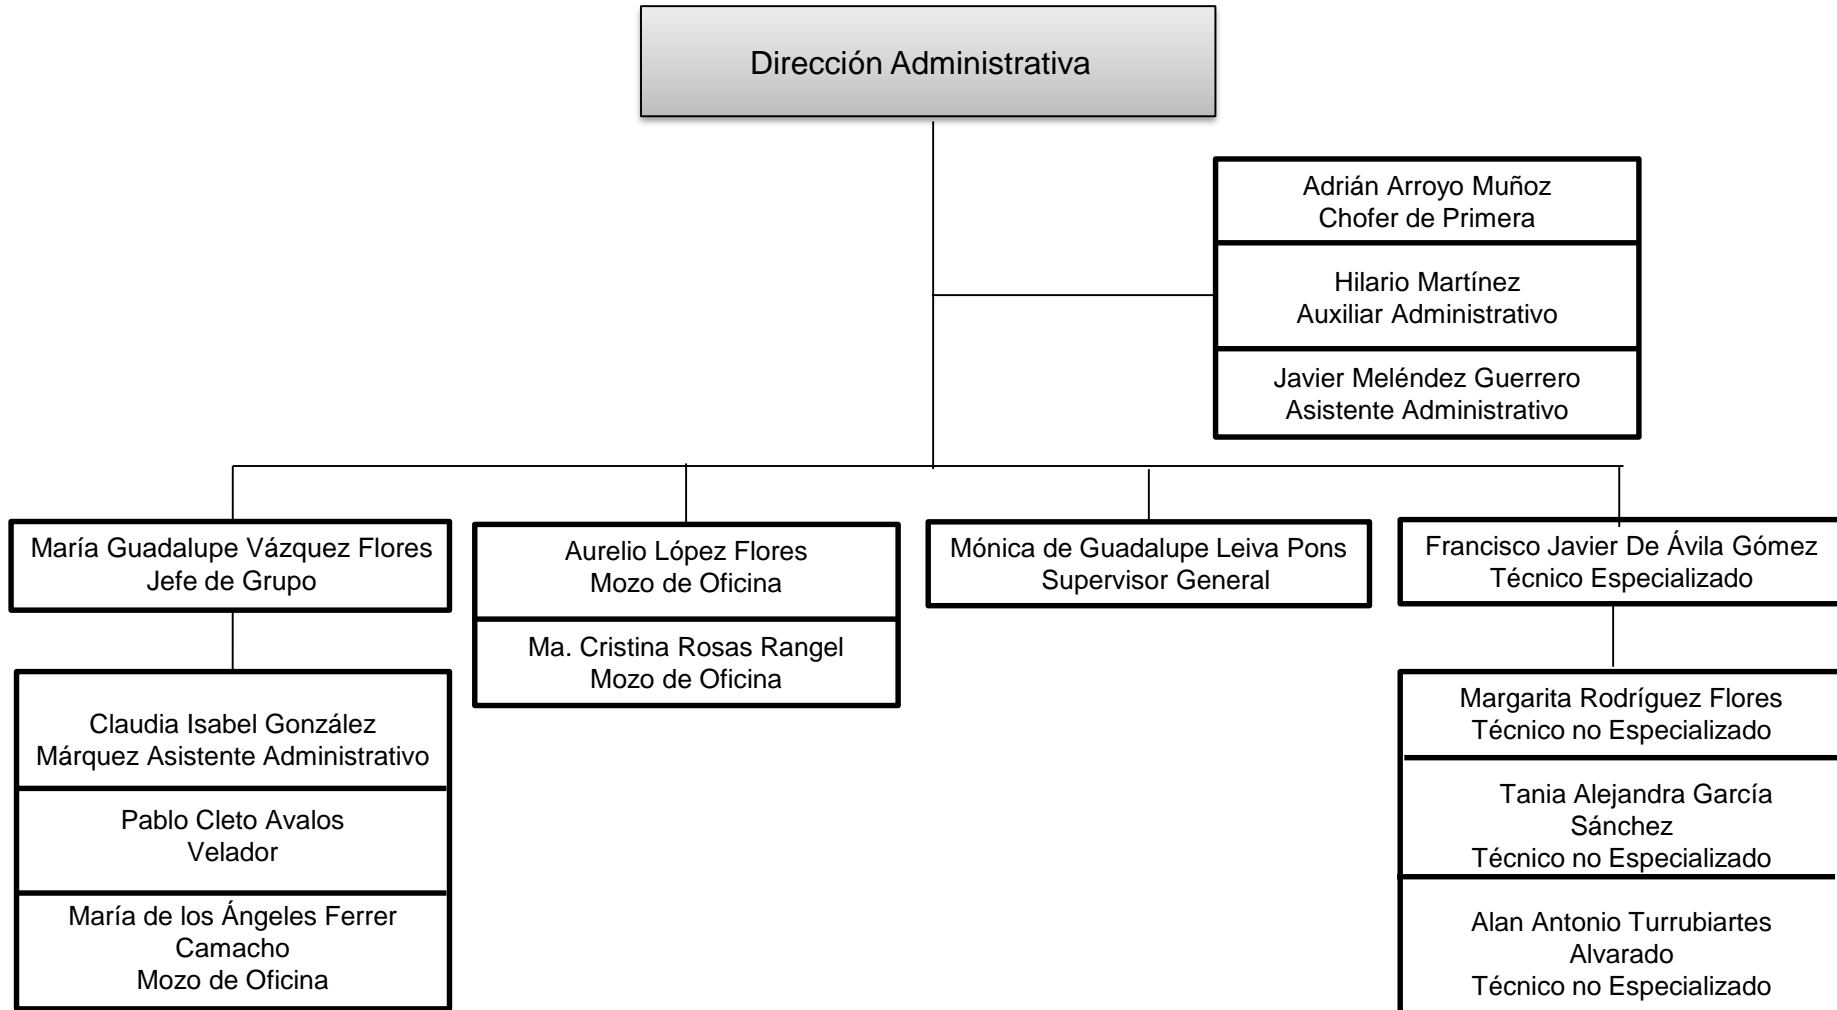 Dirección Administrativa
Adrián Arroyo Muñoz
Chofer de Primera
Hilario Martínez
Auxiliar Administrativo
Javier Meléndez Guerrero
Asistente Administrativo
María Guadalupe Vázquez Flores
Jefe de Grupo
Aurelio López Flores
Mozo de Oficina
Ma. Cristina Rosas Rangel
Mozo de Oficina
Mónica de Guadalupe Leiva Pons
Supervisor General
Francisco Javier De Ávila Gómez
Técnico Especializado
Claudia Isabel González
Márquez Asistente Administrativo
Pablo Cleto Avalos
Velador
María de los Ángeles Ferrer
Camacho
Mozo de Oficina
Margarita Rodríguez Flores
Técnico no Especializado
Tania Alejandra García
Sánchez
Técnico no Especializado
Alan Antonio Turrubiartes
Alvarado
Técnico no Especializado